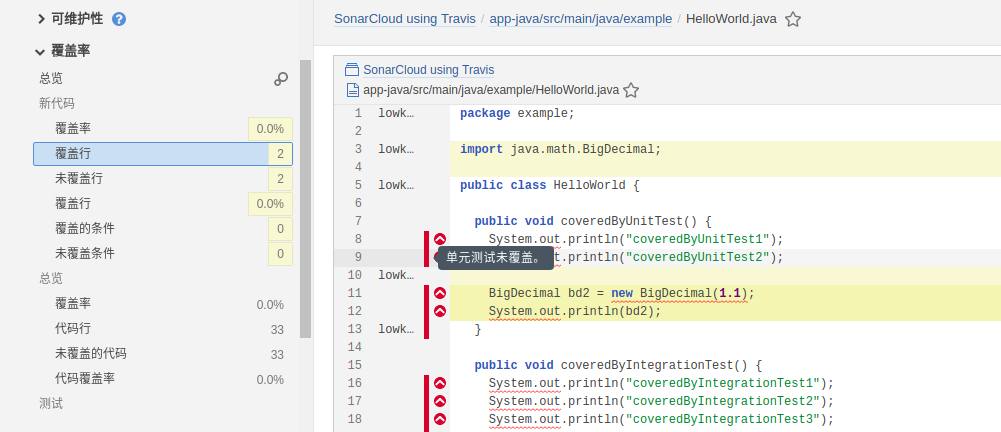 可维护性 ?
覆盖率
总览
新代码
覆盖率 0.0%
覆盖行 2
未覆盖行 2
覆盖行 0.0%
覆盖的条件 0
未覆盖条件 0
总览
覆盖率 0.0%
代码行 33
未覆盖的代码 33
代码覆盖率 0.0%
测试
SonarCloud using Travis / app-java/src/main/java/example / HelloWorld.java
SonarCloud using Travis
app-java/src/main/java/example/HelloWorld.java
1 lowk… package example;
2
3 lowk… import java.math.BigDecimal;
4
5 lowk… public class HelloWorld {
6
7 public void coveredByUnitTest() {
8 System.out.println("coveredByUnitTest1");
9 单元测试未覆盖。 t.println("coveredByUnitTest2");
10 lowk…
11 BigDecimal bd2 = new BigDecimal(1.1);
12 System.out.println(bd2);
13 lowk… }
14
15 public void coveredByIntegrationTest() {
16 System.out.println("coveredByIntegrationTest1");
17 System.out.println("coveredByIntegrationTest2");
18 System.out.println("coveredByIntegrationTest3");